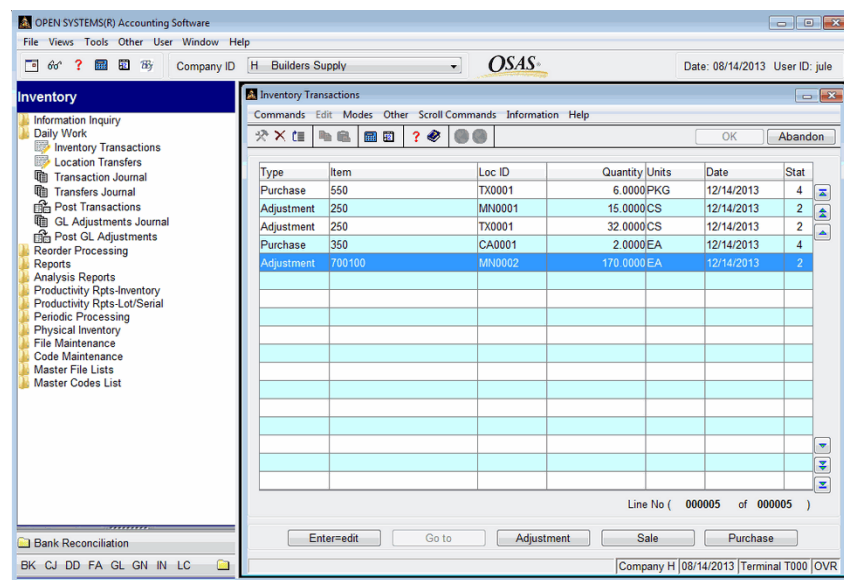 OPEN SYSTEMS(R) Accounting Software
File Views Tools Other User Window Help
Company ID H Builders Supply OSAS Date: 08/14/2013 User ID: jule
Inventory
Information Inquiry
Daily Work
Inventory Transactions
Location Transfers
Transaction Journal
Transfers Journal
Post Transactions
GL Adjustments Journal
Post GL Adjustments
Reorder Processing
Reports
Analysis Reports
Productivity Rpts-Inventory
Productivity Rpts-Lot/Serial
Periodic Processing
Physical Inventory
File Maintenance
Code Maintenance
Master File Lists
Master Codes List
Bank Reconciliation
BK CJ DD FA GL GN IN LC
Inventory Transactions
Commands Edit Modes Other Scroll Commands Information Help
OK Abandon
Type Item Loc ID Quantity Units Date Stat
Purchase 550 TX0001 6.0000 PKG 12/14/2013 4
Adjustment 250 MN0001 15.0000 CS 12/14/2013 2
Adjustment 250 TX0001 32.0000 CS 12/14/2013 2
Purchase 350 CA0001 2.0000 EA 12/14/2013 4
Adjustment 700100 MN0002 170.0000 EA 12/14/2013 2
Line No ( 000005 of 000005 )
Enter=edit Go to Adjustment Sale Purchase
Company H 08/14/2013 Terminal T000 OVR